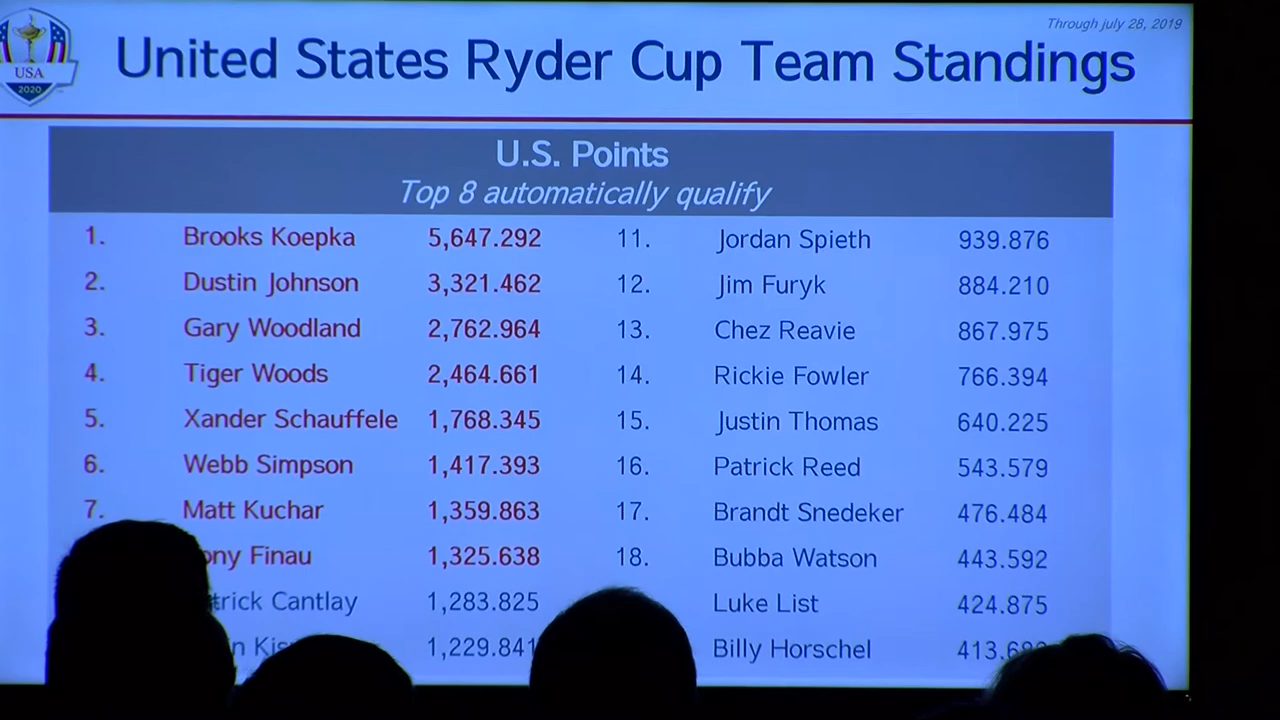 Through july 28, 2019
United States Ryder Cup Team Standings
USA
2020
U.S. Points
Top 8 automatically qualify
1. Brooks Koepka 5,647.292 11. Jordan Spieth 939.876
2. Dustin Johnson 3,321.462 12. Jim Furyk 884.210
3. Gary Woodland 2,762.964 13. Chez Reavie 867.975
4. Tiger Woods 2,464.661 14. Rickie Fowler 766.394
5. Xander Schauffele 1,768.345 15. Justin Thomas 640.225
6. Webb Simpson 1,417.393 16. Patrick Reed 543.579
7. Matt Kuchar 1,359.863 17. Brandt Snedeker 476.484
Finau 1,325.638 18. Bubba Watson 443.592
Cantlay 1,283.825 Luke List 424.875
1,229.841 Billy Horschel